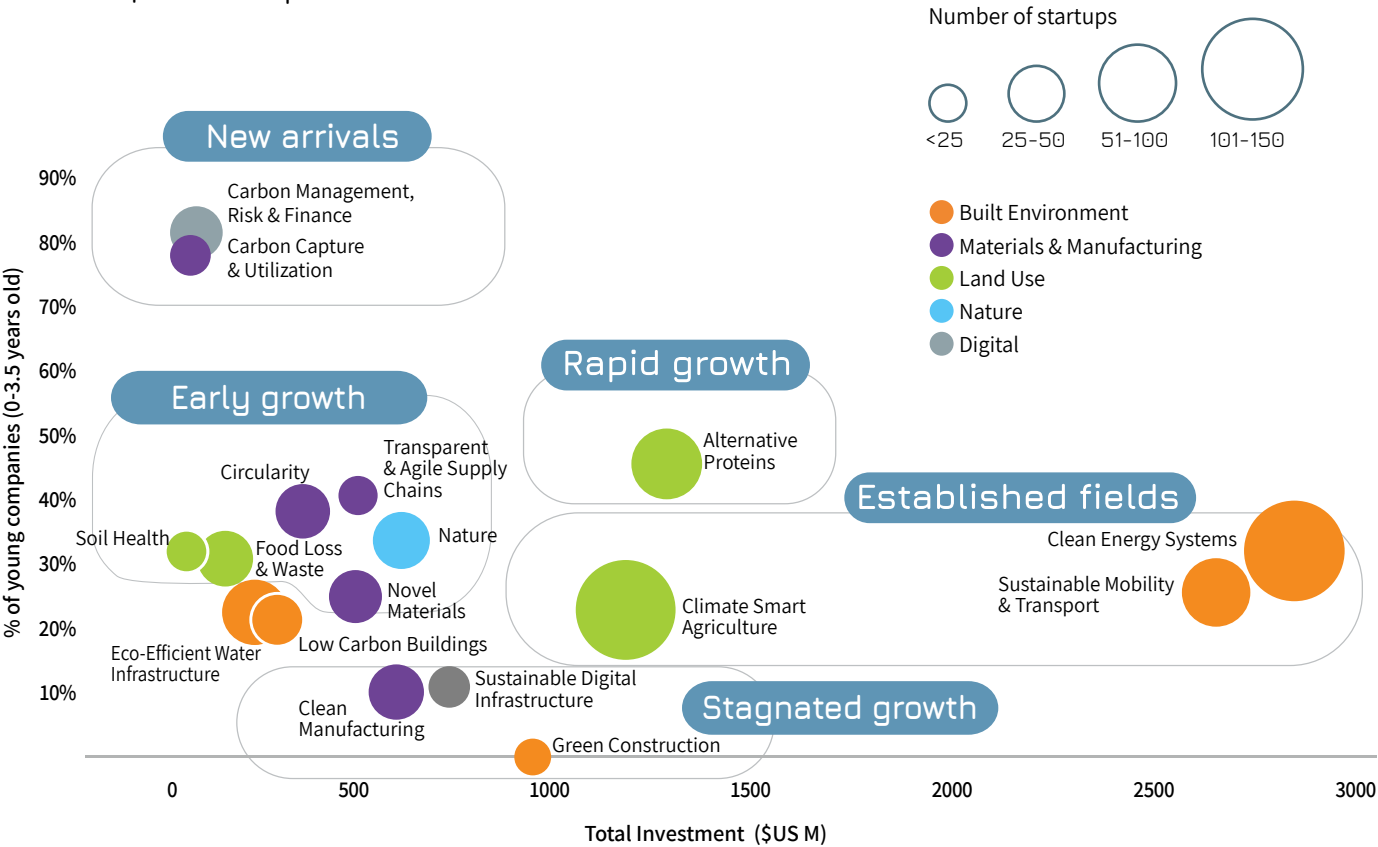 Number of startups
<25
25-50
51-100
101-150
New arrivals
90%
Carbon Management,
Risk & Finance
80%
Carbon Capture
& Utilization
70%
Built Environment
Materials & Manufacturing
Land Use
Nature
Digital
% of young companies (0-3.5 years old)
60%
Rapid growth
Early growth
50%
Alternative
Proteins
Transparent
& Agile Supply
Chains
Circularity
40%
Established fields
Soil Health
Nature
Clean Energy Systems
30%
Food Loss
& Waste
Sustainable Mobility
& Transport
Novel
Materials
Climate Smart
Agriculture
20%
Low Carbon Buildings
Eco-Efficient Water
Infrastructure
10%
Sustainable Digital
Infrastructure
Stagnated growth
Clean
Manufacturing
Green Construction
0
500
1000
1500
2000
2500
3000
Total Investment ($US M)